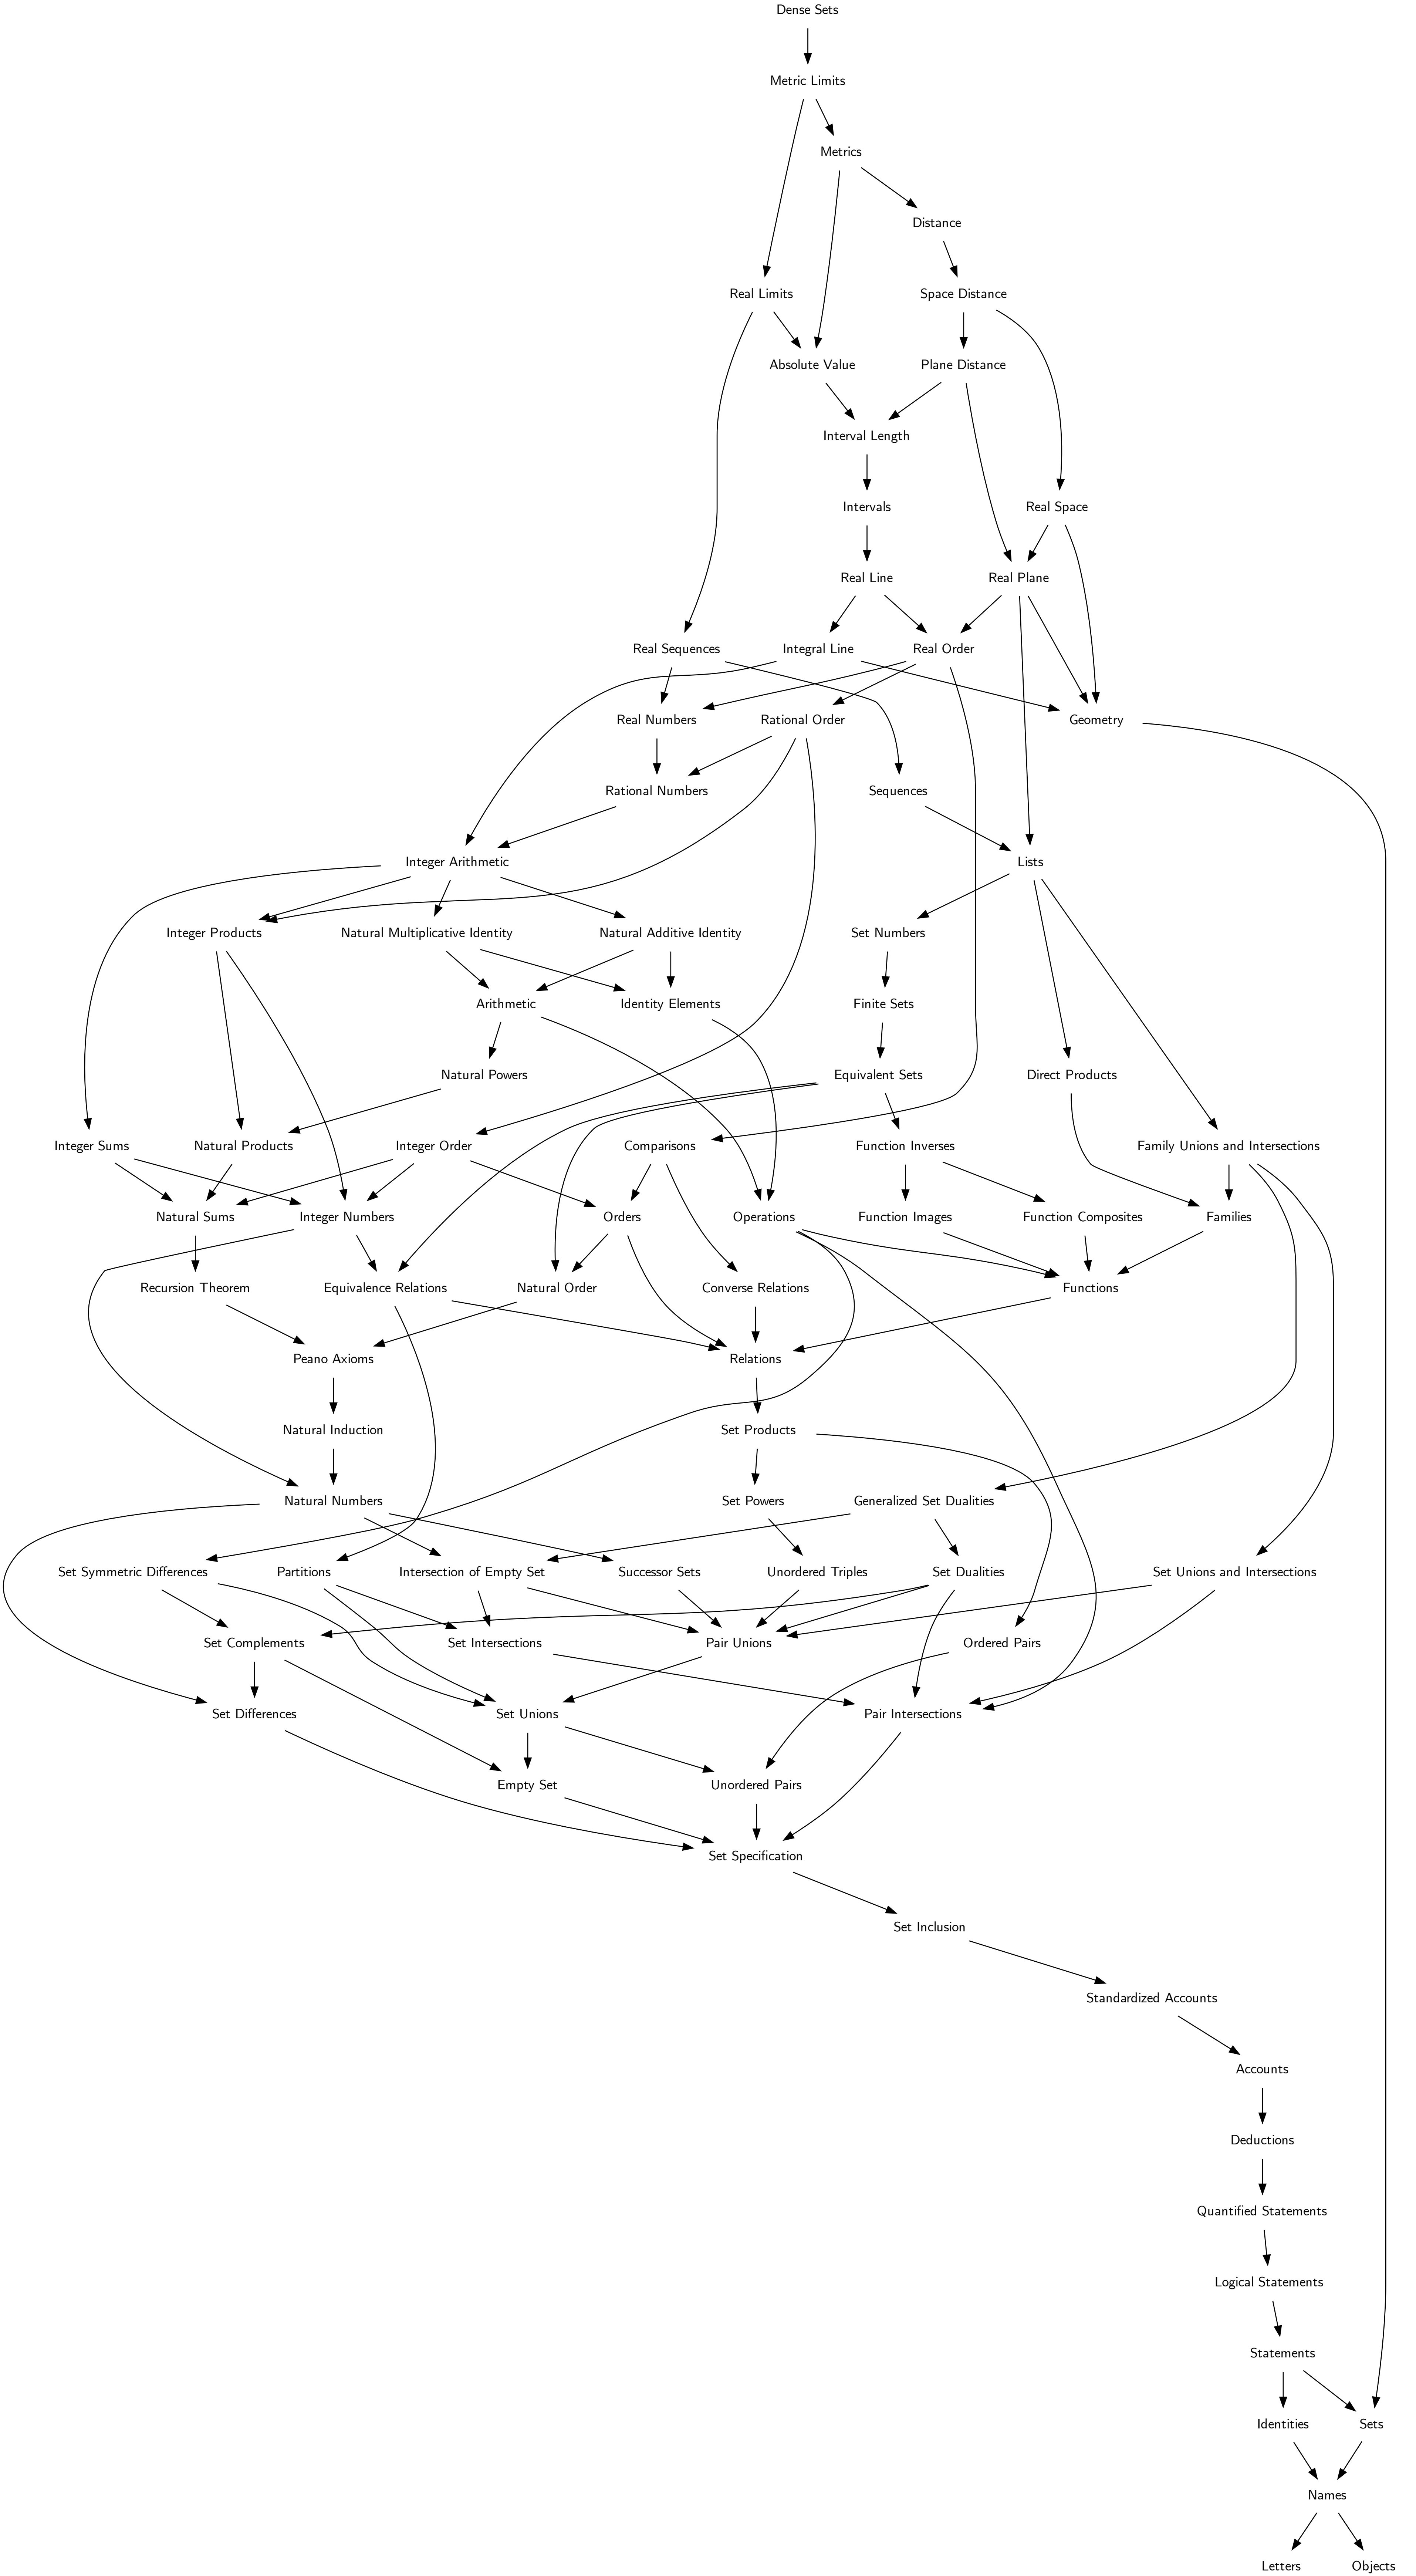 Dense Sets
Metric Limits
Metrics
Distance
Real Limits
Space Distance
Absolute Value
Plane Distance
Interval Length
Intervals
Real Space
Real Line
Real Plane
Real Sequences
Integral Line
Real Order
Real Numbers
Rational Order
Geometry
Rational Numbers
Sequences
Integer Arithmetic
Lists
Integer Products
Natural Multiplicative Identity
Natural Additive Identity
Set Numbers
Arithmetic
Identity Elements
Finite Sets
Natural Powers
Equivalent Sets
Direct Products
Integer Sums
Natural Products
Integer Order
Comparisons
Function Inverses
Family Unions and Intersections
Natural Sums
Integer Numbers
Orders
Operations
Function Images
Function Composites
Families
Recursion Theorem
Equivalence Relations
Natural Order
Converse Relations
Functions
Peano Axioms
Relations
Natural Induction
Set Products
Natural Numbers
Set Powers
Generalized Set Dualities
Set Symmetric Differences
Partitions
Intersection of Empty Set
Successor Sets
Unordered Triples
Set Dualities
Set Unions and Intersections
Set Complements
Set Intersections
Pair Unions
Ordered Pairs
Set Differences
Set Unions
Pair Intersections
Empty Set
Unordered Pairs
Set Specification
Set Inclusion
Standardized Accounts
Accounts
Deductions
Quantified Statements
Logical Statements
Statements
Identities
Sets
Names
Letters
Objects